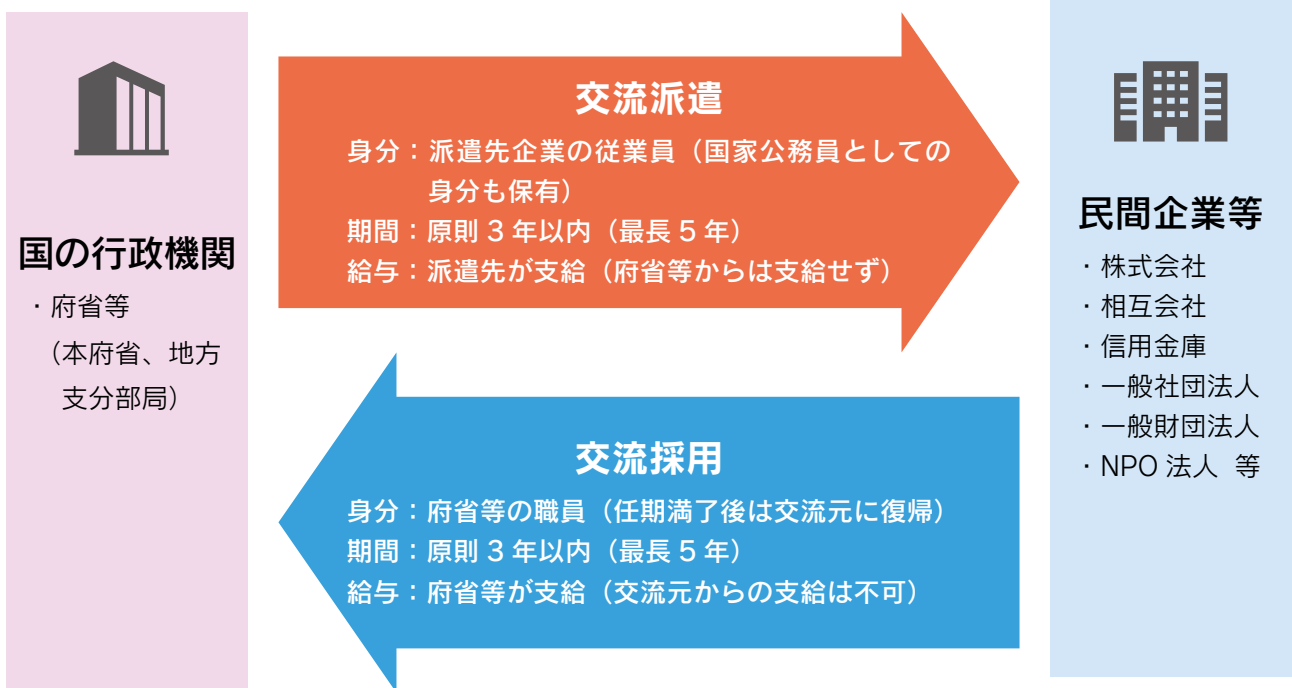 国の行政機関
・府省等
（本府省、地方
支分部局）
交流派遣
身分：派遣先企業の従業員（国家公務員としての
身分も保有）
期間：原則 3 年以内（最長 5 年）
給与：派遣先が支給（府省等からは支給せず）
交流採用
身分：府省等の職員（任期満了後は交流元に復帰）
期間：原則 3 年以内（最長 5 年）
給与：府省等が支給（交流元からの支給は不可）
民間企業等
・株式会社
・相互会社
・信用金庫
・一般社団法人
・一般財団法人
・NPO 法人 等